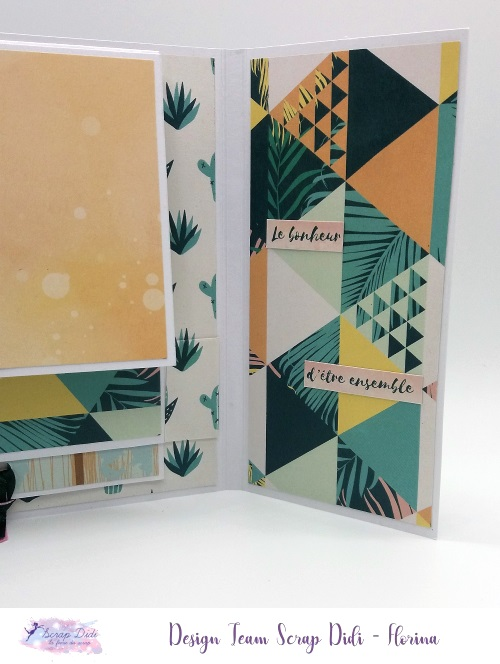 Le bonheur
d'être ensemble
Scrap Didi
Design Team Scrap Didi - Florina